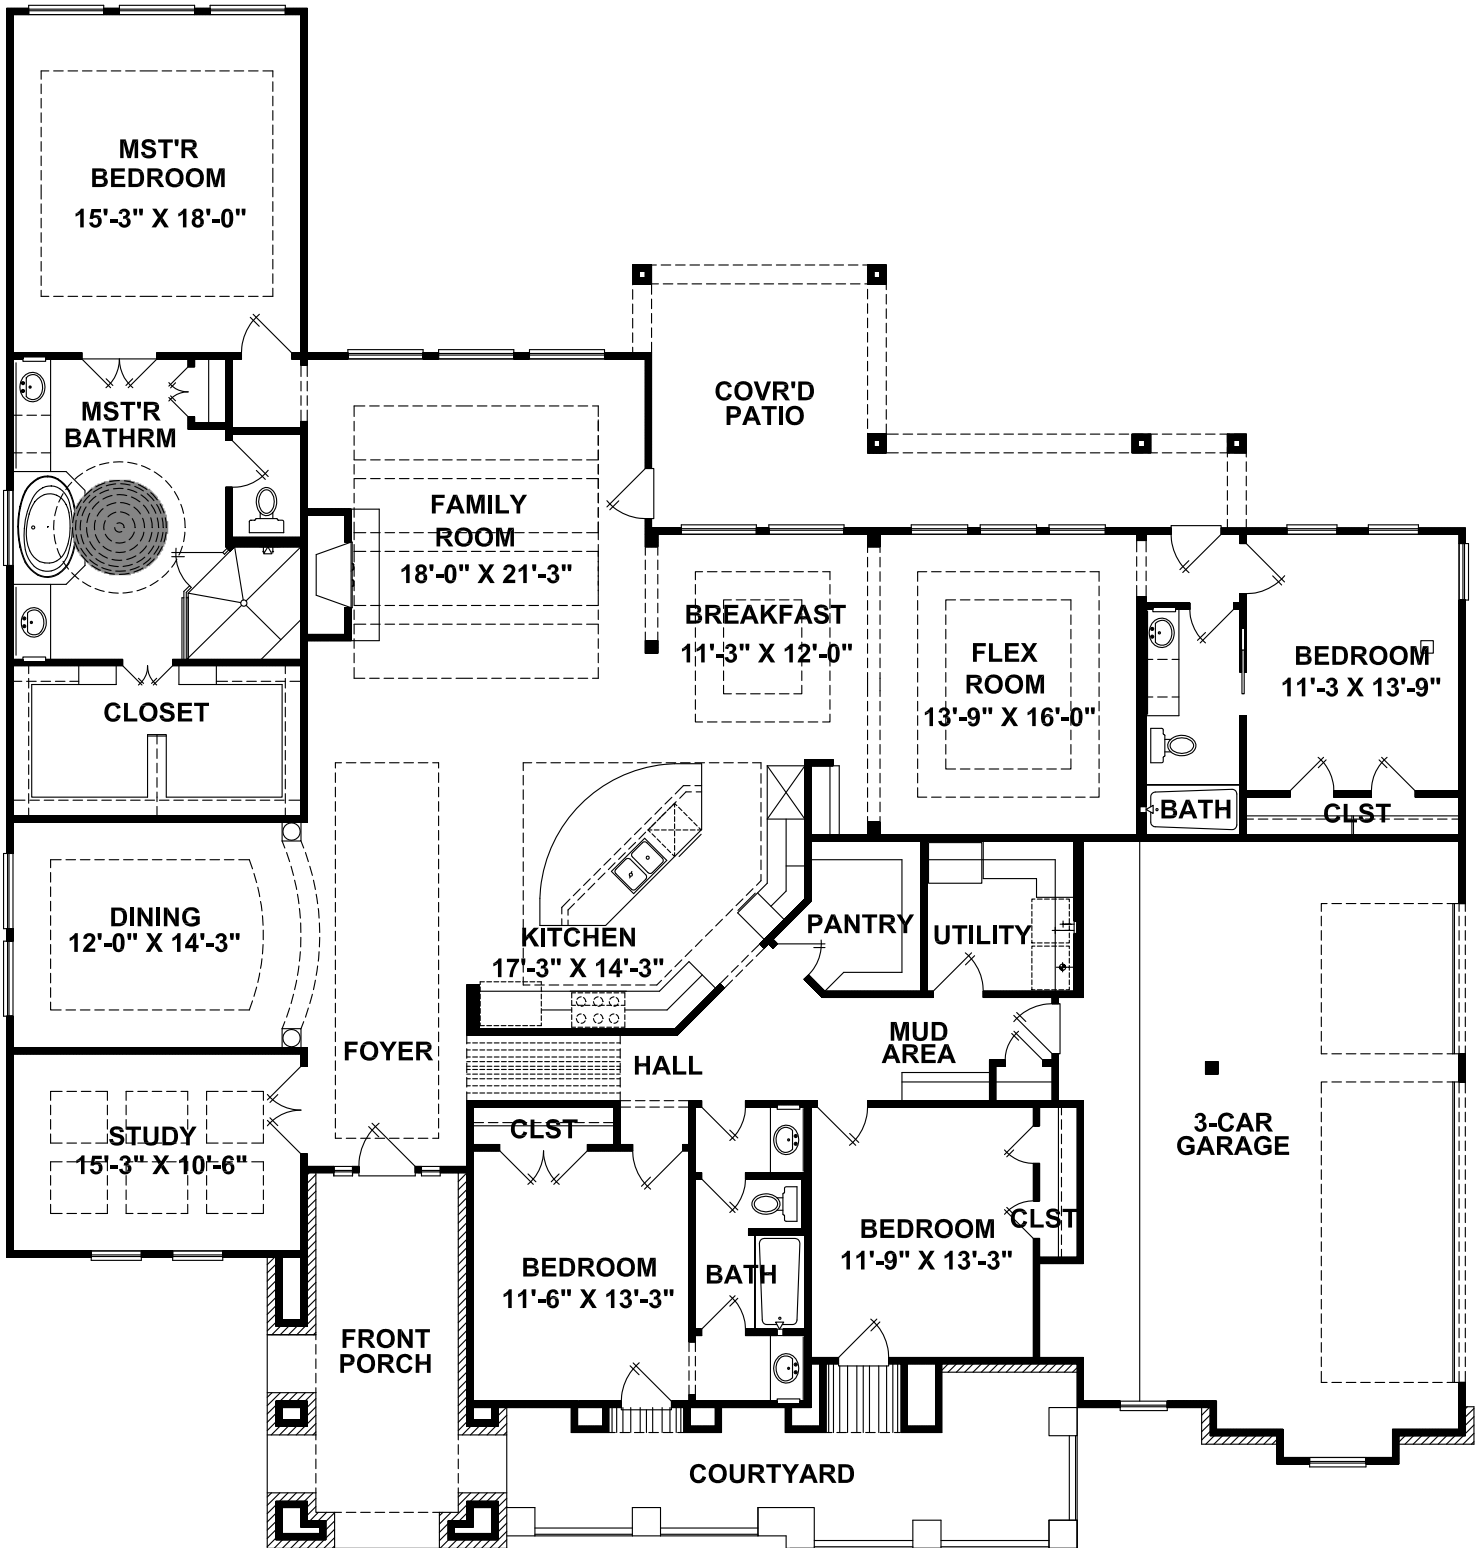 MST'R
BEDROOM
15'-3" X 18'-0"
COVR'D
PATIO
MST'R
BATHRM
FAMILY
ROOM
18'-0" X 21'-3"
BREAKFAST
11'-3" X 12'-0"
FLEX
ROOM
13'-9" X 16'-0"
BEDROOM
11'-3 X 13'-9"
CLOSET
BATH
CLST
DINING
12'-0" X 14'-3"
KITCHEN
17'-3" X 14'-3"
PANTRY
UTILITY
FOYER
HALL
MUD
AREA
3-CAR
GARAGE
STUDY
15'-3" X 10'-6"
CLST
BEDROOM
11'-6" X 13'-3"
BATH
BEDROOM
11'-9" X 13'-3"
CLST
FRONT
PORCH
COURTYARD